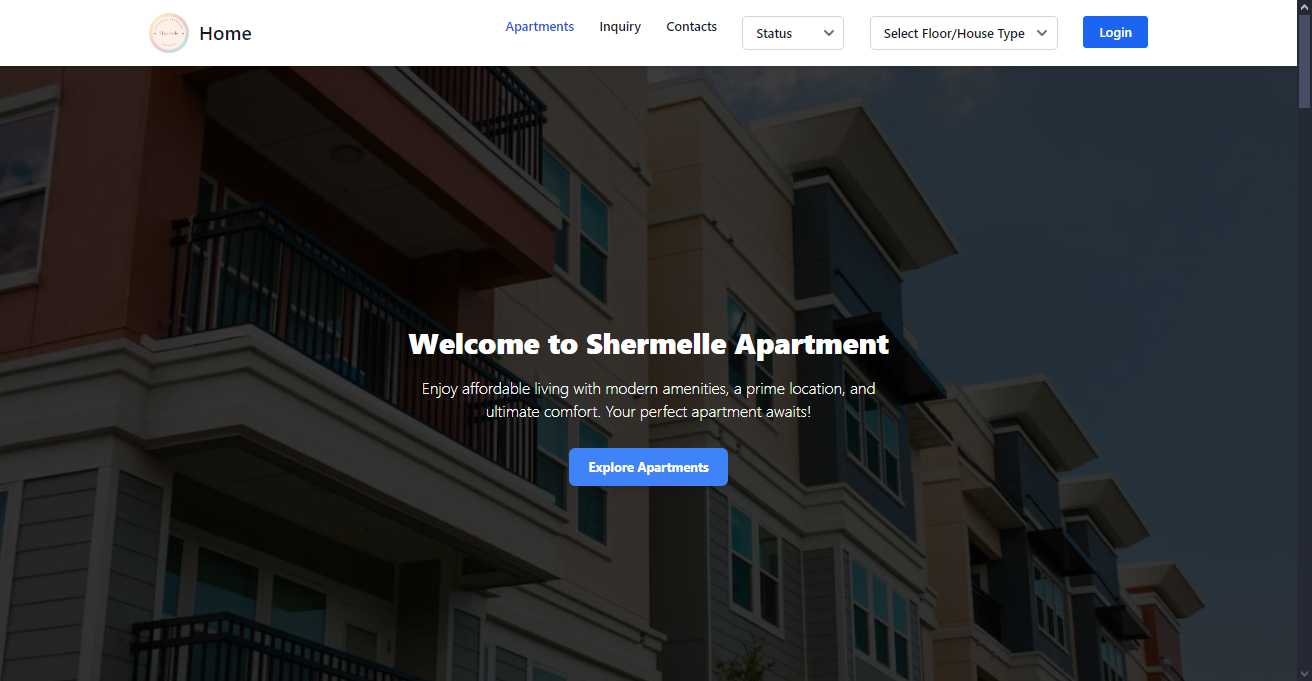 Home
Apartments
Inquiry
Contacts
Status
Select Floor/House Type
Login
Welcome to Shermelle Apartment
Enjoy affordable living with modern amenities, a prime location, and
ultimate comfort. Your perfect apartment awaits!
Explore Apartments